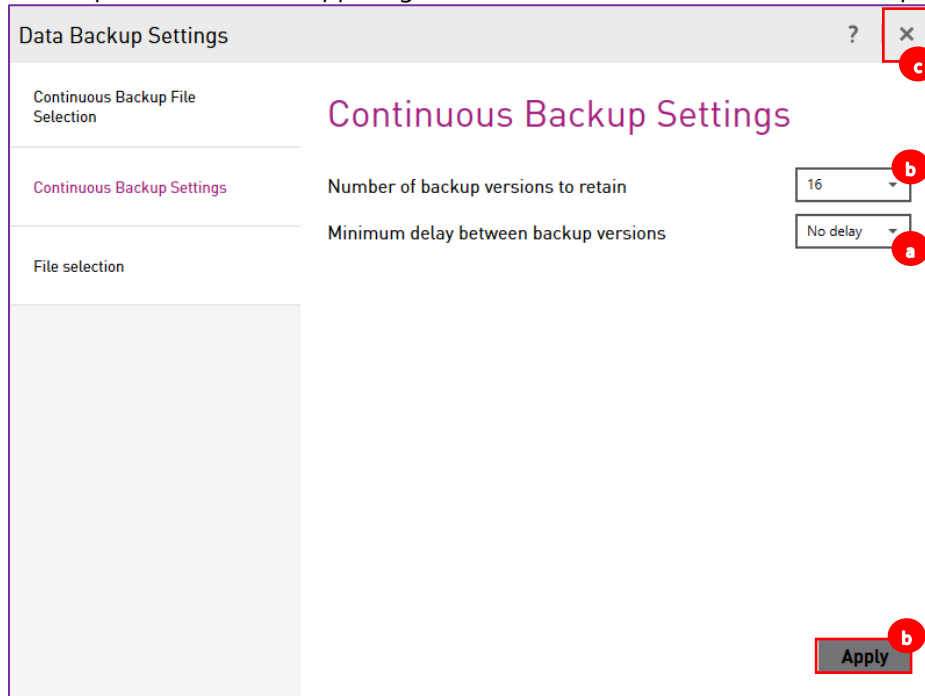 Data Backup Settings ? ×
c
Continuous Backup File
Selection
Continuous Backup Settings
File selection
Continuous Backup Settings
Number of backup versions to retain 16
b
Minimum delay between backup versions No delay
a
b
Apply